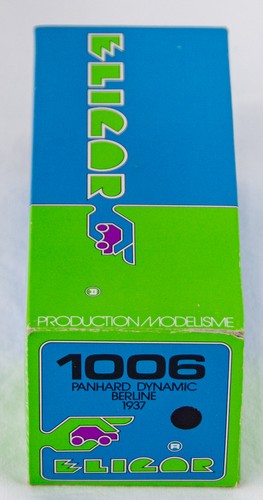 ELIGOR
PRODUCTION/MODELISME
1006
PANHARD DYNAMIC
BERLINE
1937
R
ELIGOR